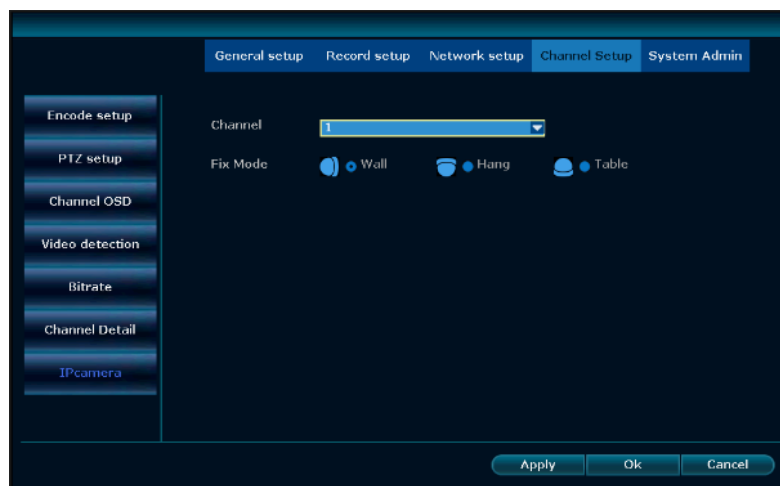 General setup Record setup Network setup Channel Setup System Admin
Encode setup
PTZ setup
Channel OSD
Video detection
Bitrate
Channel Detail
IPcamera
Channel 1
Fix Mode Wall Hang Table
Apply Ok Cancel